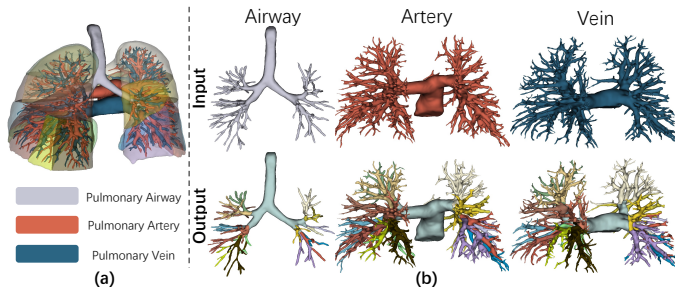 Airway
Artery
Vein
Input
Output
Pulmonary Airway
Pulmonary Artery
Pulmonary Vein
(a)
(b)